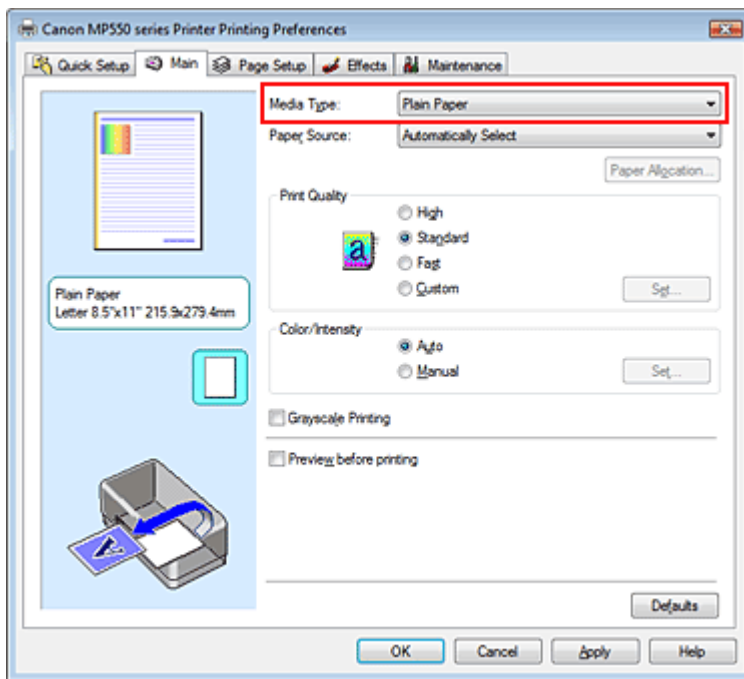 Canon MP550 series Printer Printing Preferences
Quick Setup Main Page Setup Effects Maintenance
Media Type: Plain Paper
Paper Source: Automatically Select
Paper Allocation...
Print Quality
High
Standard
Fast
Custom Set...
Plain Paper
Letter 8.5"x11" 215.9x279.4mm
Color/Intensity
Auto
Manual Set...
Grayscale Printing
Preview before printing
Defaults
OK Cancel Apply Help